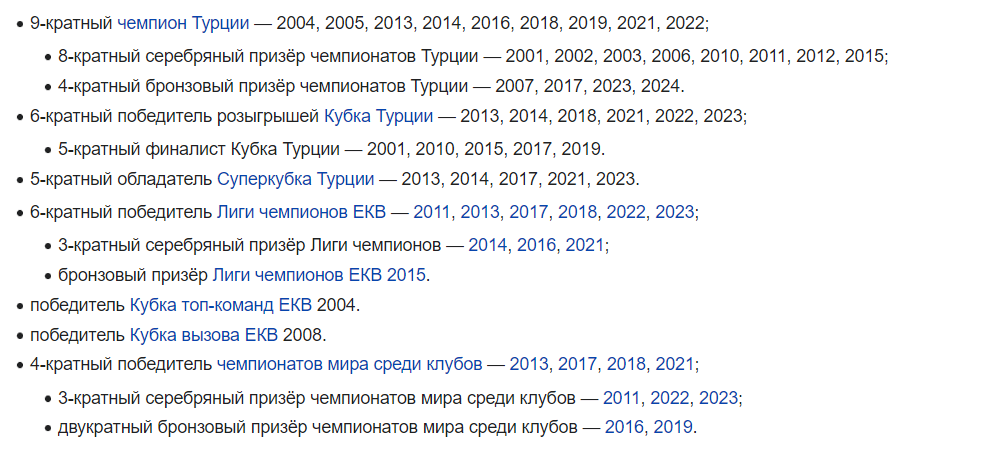 9-кратный чемпион Турции — 2004, 2005, 2013, 2014, 2016, 2018, 2019, 2021, 2022;
8-кратный серебряный призёр чемпионатов Турции — 2001, 2002, 2003, 2006, 2010, 2011, 2012, 2015;
4-кратный бронзовый призёр чемпионатов Турции — 2007, 2017, 2023, 2024.
6-кратный победитель розыгрышей Кубка Турции — 2013, 2014, 2018, 2021, 2022, 2023;
5-кратный финалист Кубка Турции — 2001, 2010, 2015, 2017, 2019.
5-кратный обладатель Суперкубка Турции — 2013, 2014, 2017, 2021, 2023.
6-кратный победитель Лиги чемпионов ЕКВ — 2011, 2013, 2017, 2018, 2022, 2023;
3-кратный серебряный призёр Лиги чемпионов — 2014, 2016, 2021;
бронзовый призёр Лиги чемпионов ЕКВ 2015.
победитель Кубка топ-команд ЕКВ 2004.
победитель Кубка вызова ЕКВ 2008.
4-кратный победитель чемпионатов мира среди клубов — 2013, 2017, 2018, 2021;
3-кратный серебряный призёр чемпионатов мира среди клубов — 2011, 2022, 2023;
двукратный бронзовый призёр чемпионатов мира среди клубов — 2016, 2019.